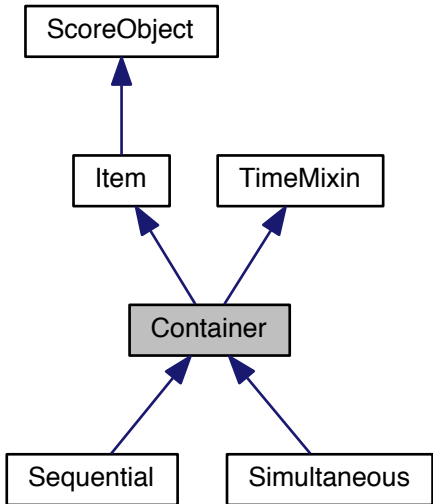 ScoreObject
Item
TimeMixin
Container
Sequential
Simultaneous